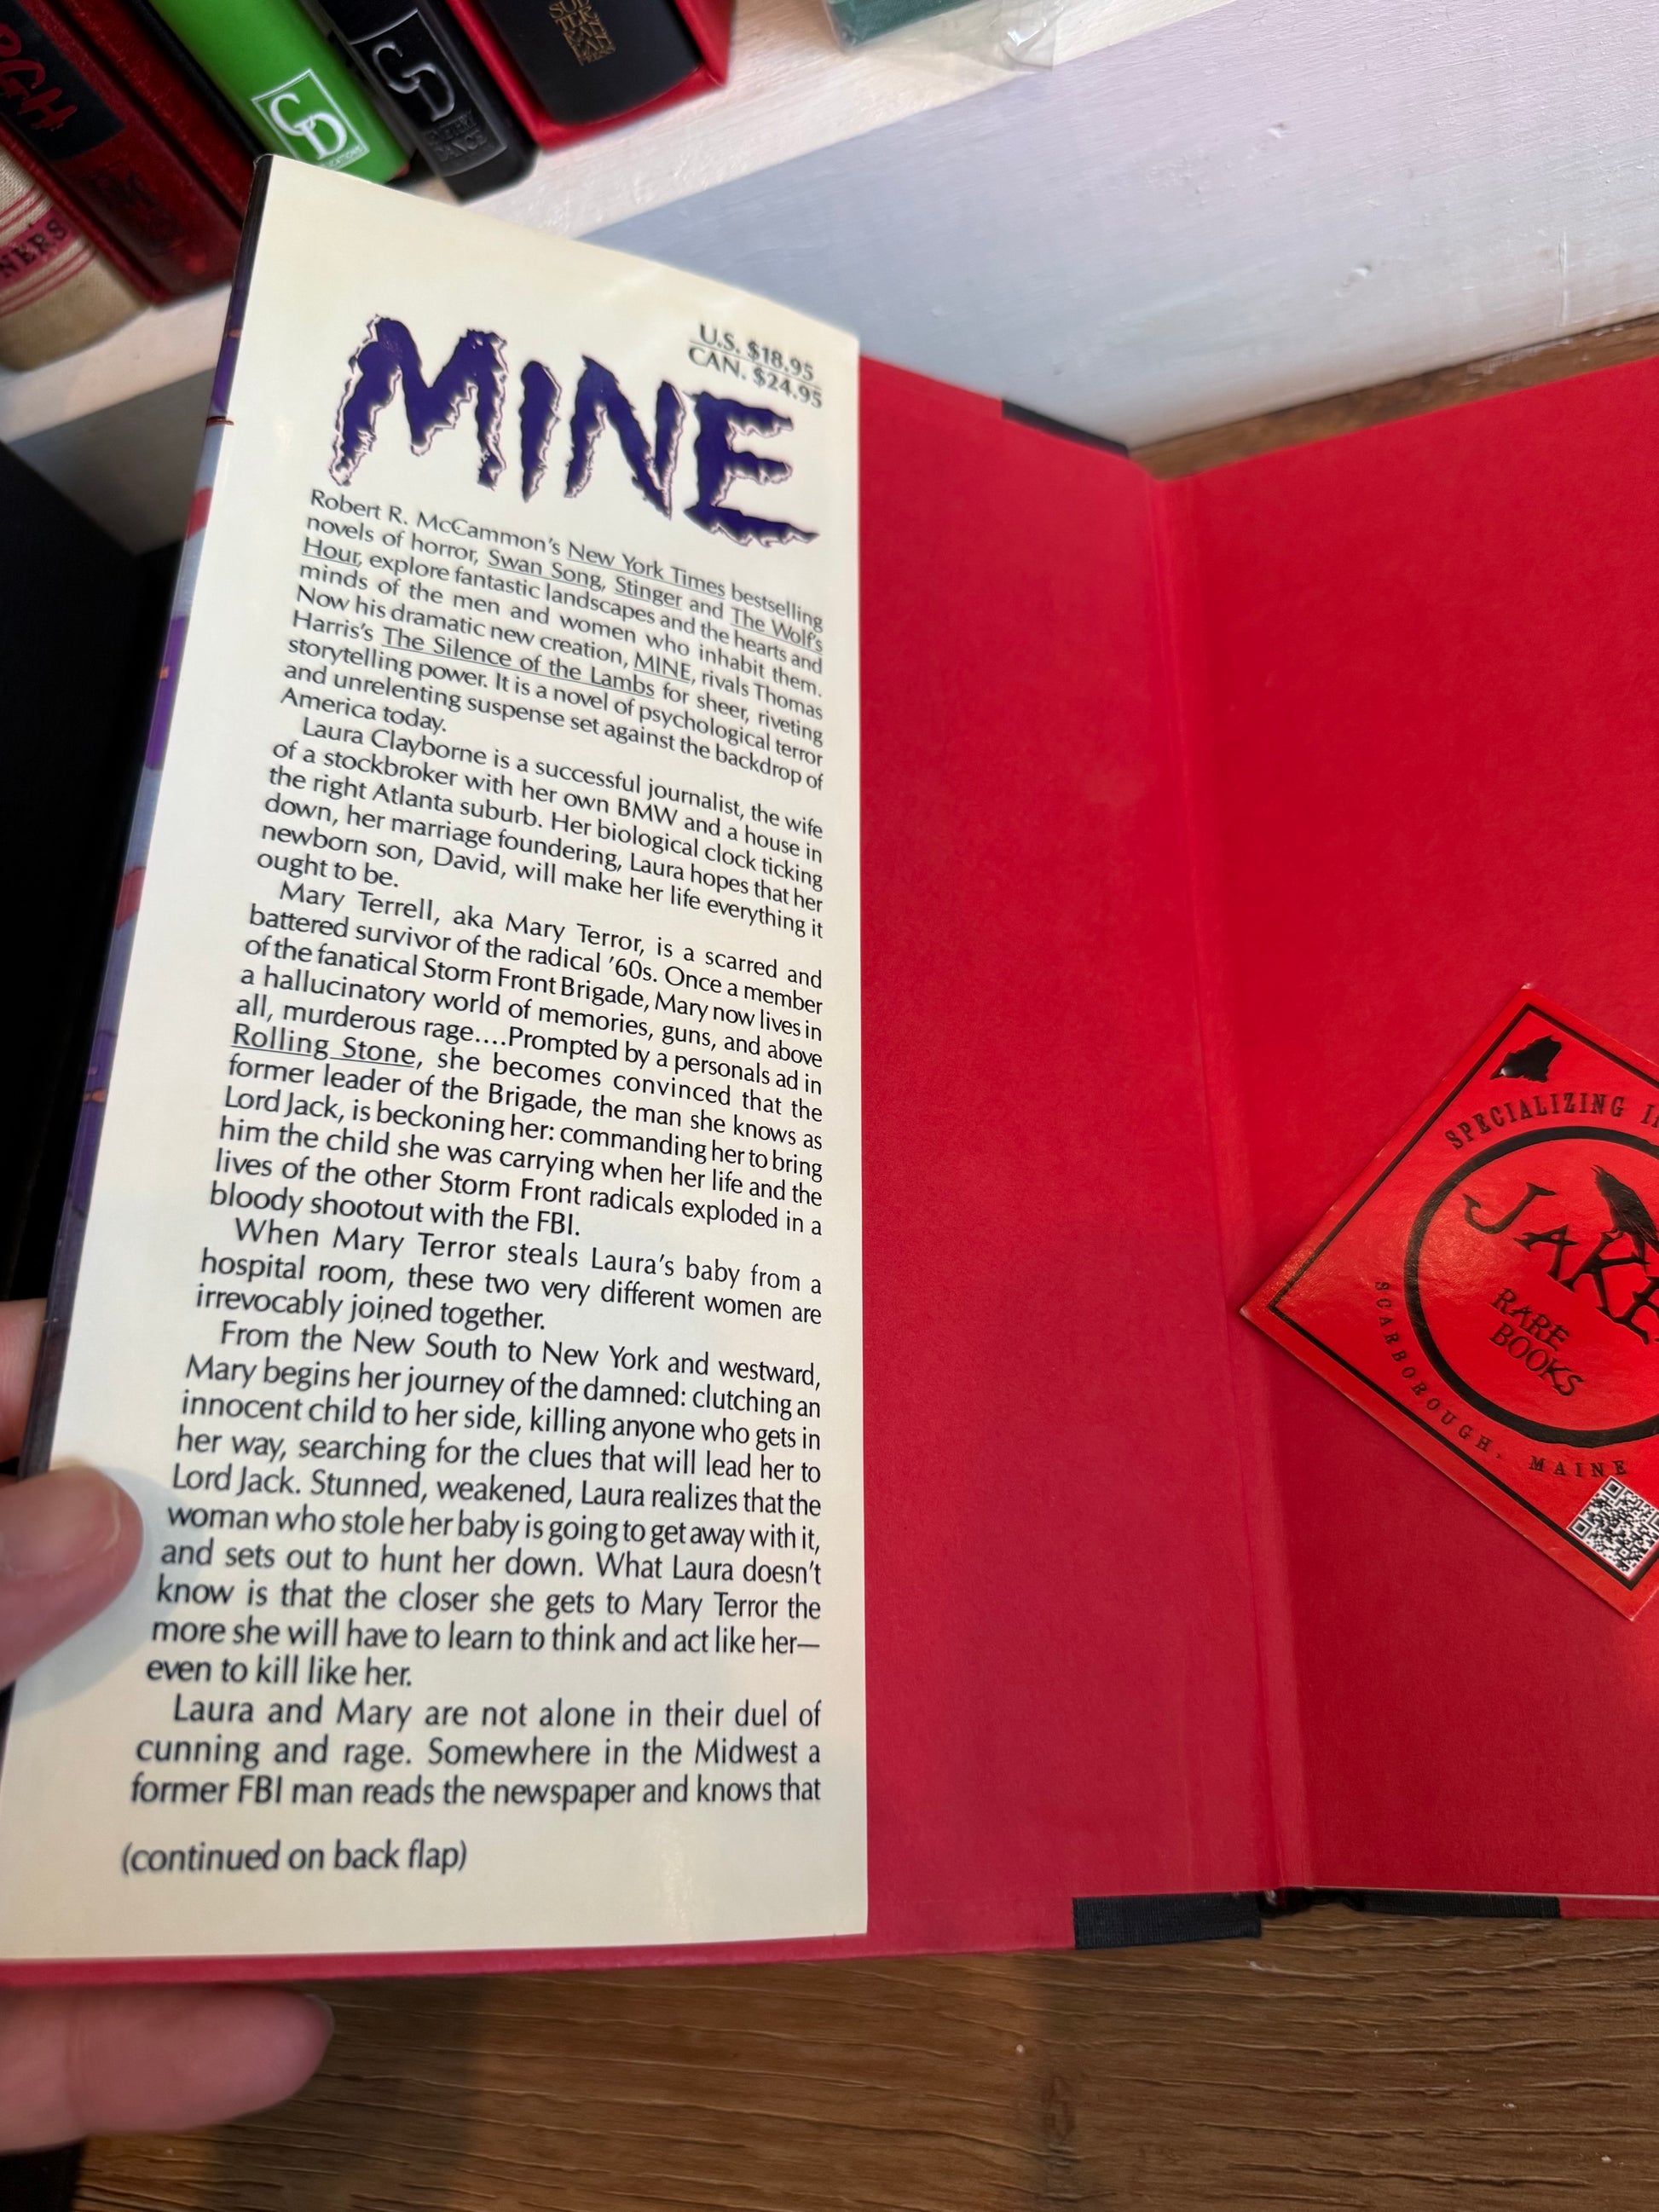 CD
CD
NERS
MINE
U.S. $18.95
CAN. $24.95
Robert R. McCammon's New York Times bestselling
novels of horror, Swan Song, Stinger and The Wolf's
Hour, explore fantastic landscapes and the hearts and
minds of the men and women who inhabit them.
Now his dramatic new creation, MINE, rivals Thomas
Harris's The Silence of the Lambs for sheer, riveting
storytelling power. It is a novel of psychological terror
and unrelenting suspense set against the backdrop of
America today.
Laura Clayborne is a successful journalist, the wife
of a stockbroker with her own BMW and a house in
the right Atlanta suburb. Her biological clock ticking
down, her marriage foundering, Laura hopes that her
newborn son, David, will make her life everything it
ought to be.
Mary Terrell, aka Mary Terror, is a scarred and
battered survivor of the radical '60s. Once a member
of the fanatical Storm Front Brigade, Mary now lives in
a hallucinatory world of memories, guns, and above
all, murderous rage....Prompted by a personals ad in
Rolling Stone, she becomes convinced that the
former leader of the Brigade, the man she knows as
Lord Jack, is beckoning her: commanding her to bring
him the child she was carrying when her life and the
lives of the other Storm Front radicals exploded in a
bloody shootout with the FBI.
When Mary Terror steals Laura's baby from a
hospital room, these two very different women are
irrevocably joined together.
From the New South to New York and westward,
Mary begins her journey of the damned: clutching an
innocent child to her side, killing anyone who gets in
her way, searching for the clues that will lead her to
Lord Jack. Stunned, weakened, Laura realizes that the
woman who stole her baby is going to get away with it,
and sets out to hunt her down. What Laura doesn't
know is that the closer she gets to Mary Terror the
more she will have to learn to think and act like her—
even to kill like her.
Laura and Mary are not alone in their duel of
cunning and rage. Somewhere in the Midwest a
former FBI man reads the newspaper and knows that
(continued on back flap)
SPECIALIZING I
JAKE
RARE
BOOKS
SCARBOROUGH, MAINE